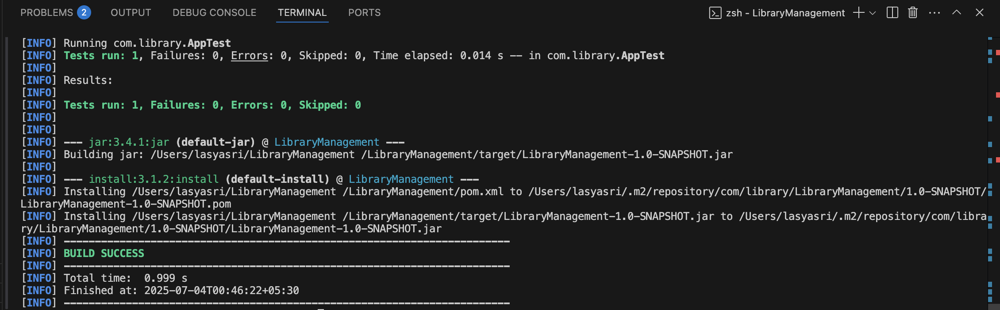 PROBLEMS 2 OUTPUT DEBUG CONSOLE TERMINAL PORTS zsh - LibraryManagement
[INFO] Running com.library.AppTest
[INFO] Tests run: 1, Failures: 0, Errors: 0, Skipped: 0, Time elapsed: 0.014 s -- in com.library.AppTest
[INFO]
[INFO] Results:
[INFO]
[INFO] Tests run: 1, Failures: 0, Errors: 0, Skipped: 0
[INFO]
[INFO]
[INFO] --- jar:3.4.1:jar (default-jar) @ LibraryManagement ---
[INFO] Building jar: /Users/lasyasri/LibraryManagement /LibraryManagement/target/LibraryManagement-1.0-SNAPSHOT.jar
[INFO]
[INFO] --- install:3.1.2:install (default-install) @ LibraryManagement ---
[INFO] Installing /Users/lasyasri/LibraryManagement /LibraryManagement/pom.xml to /Users/lasyasri/.m2/repository/com/library/LibraryManagement/1.0-SNAPSHOT/
LibraryManagement-1.0-SNAPSHOT.pom
[INFO] Installing /Users/lasyasri/LibraryManagement /LibraryManagement/target/LibraryManagement-1.0-SNAPSHOT.jar to /Users/lasyasri/.m2/repository/com/libra
ry/LibraryManagement/1.0-SNAPSHOT/LibraryManagement-1.0-SNAPSHOT.jar
[INFO] ------------------------------------------------------------------------
[INFO] BUILD SUCCESS
[INFO] ------------------------------------------------------------------------
[INFO] Total time:  0.999 s
[INFO] Finished at: 2025-07-04T00:46:22+05:30
[INFO] ------------------------------------------------------------------------